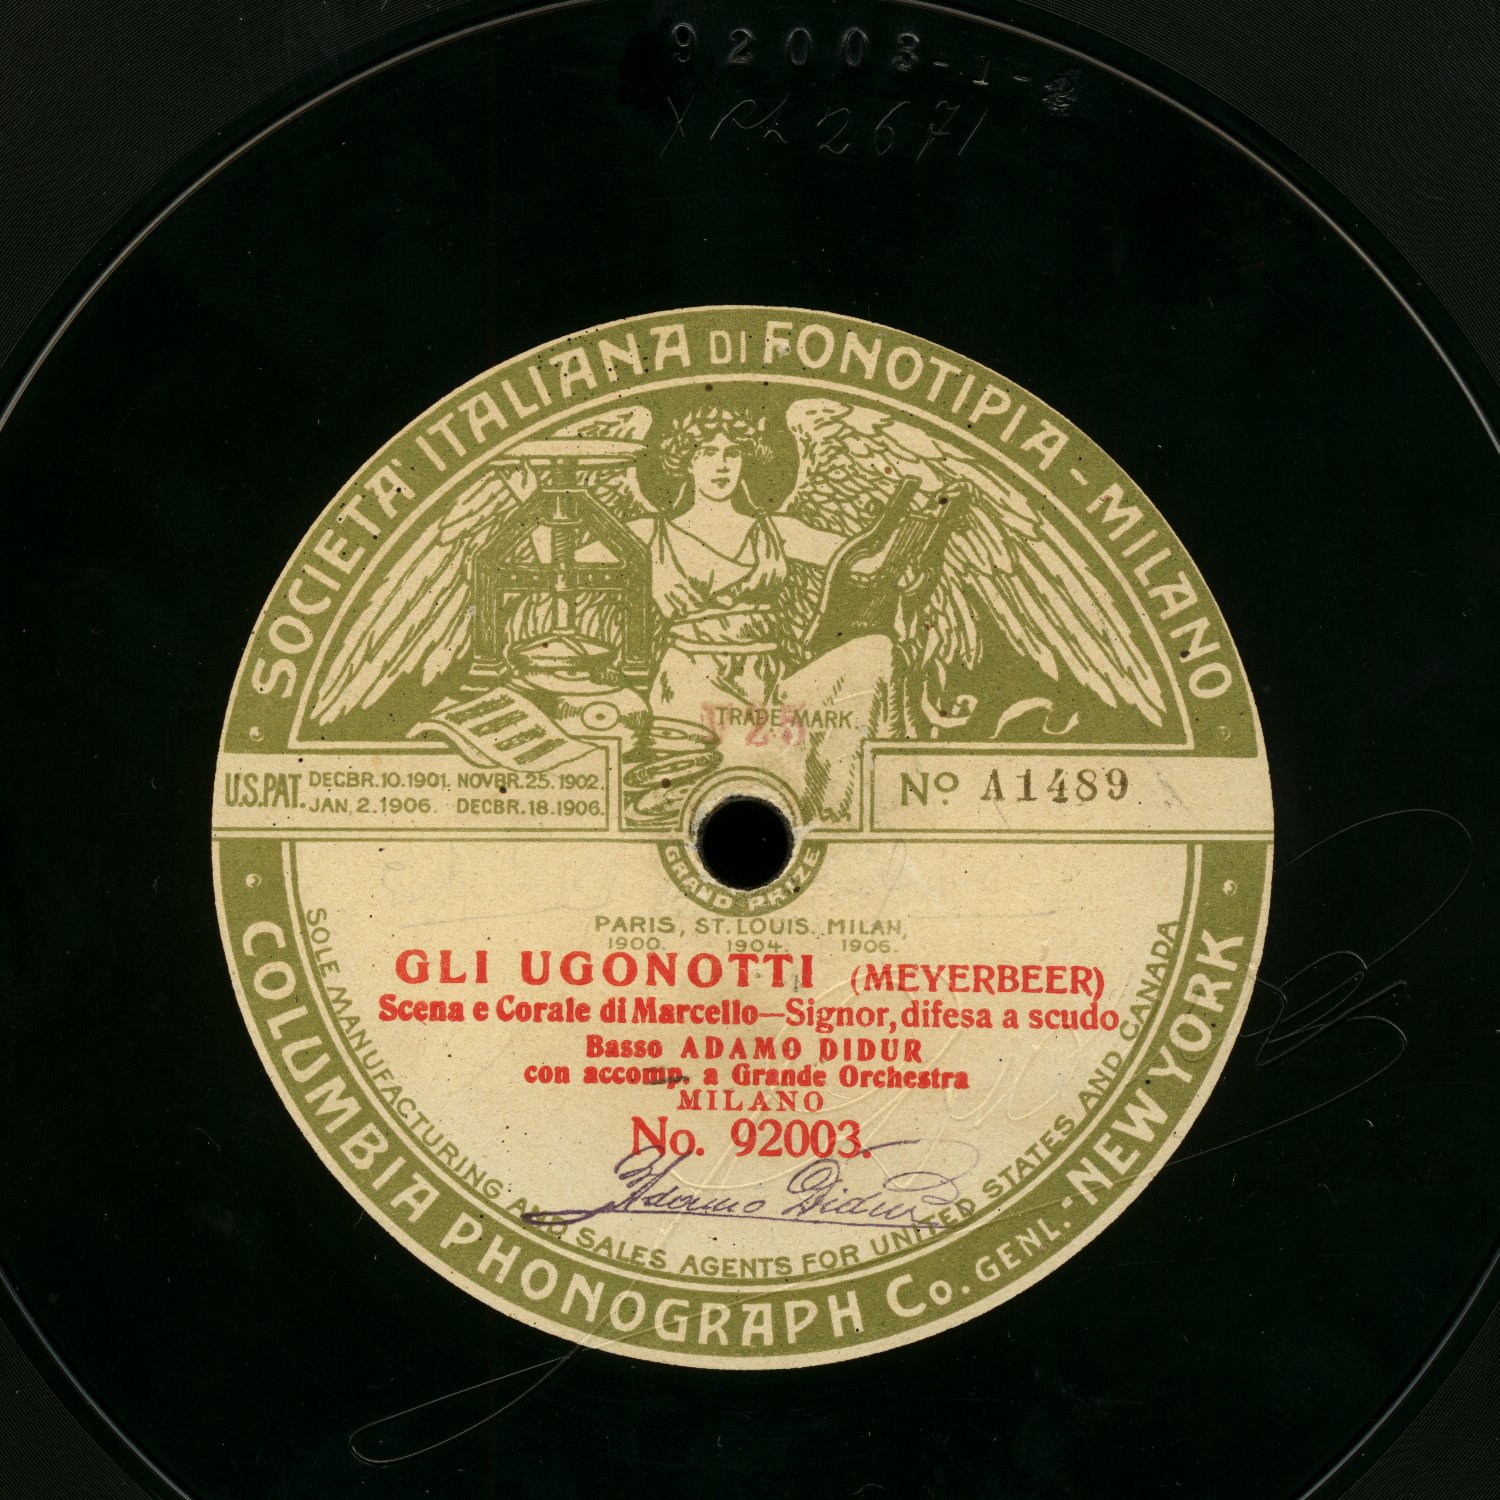 92003-1-2
XPh 2671
SOCIETA' ITALIANA DI FONOTIPIA - MILANO
TRADE MARK.
U.S.PAT. DECBR.10.1901. NOVBR.25.1902.
JAN.2.1906. DECBR.18.1906.
No. A1489
GRAND PRIZE
PARIS, ST. LOUIS. MILAN,
1900. 1904. 1906.
GLI UGONOTTI (MEYERBEER)
Scena e Corale di Marcello—Signor, difesa a scudo
Basso ADAMO DIDUR
con accomp. a Grande Orchestra
MILANO
No. 92003.
Adamo Didur
SOLE MANUFACTURING AND SALES AGENTS FOR UNITED STATES AND CANADA
COLUMBIA PHONOGRAPH Co. GENL. - NEW YORK